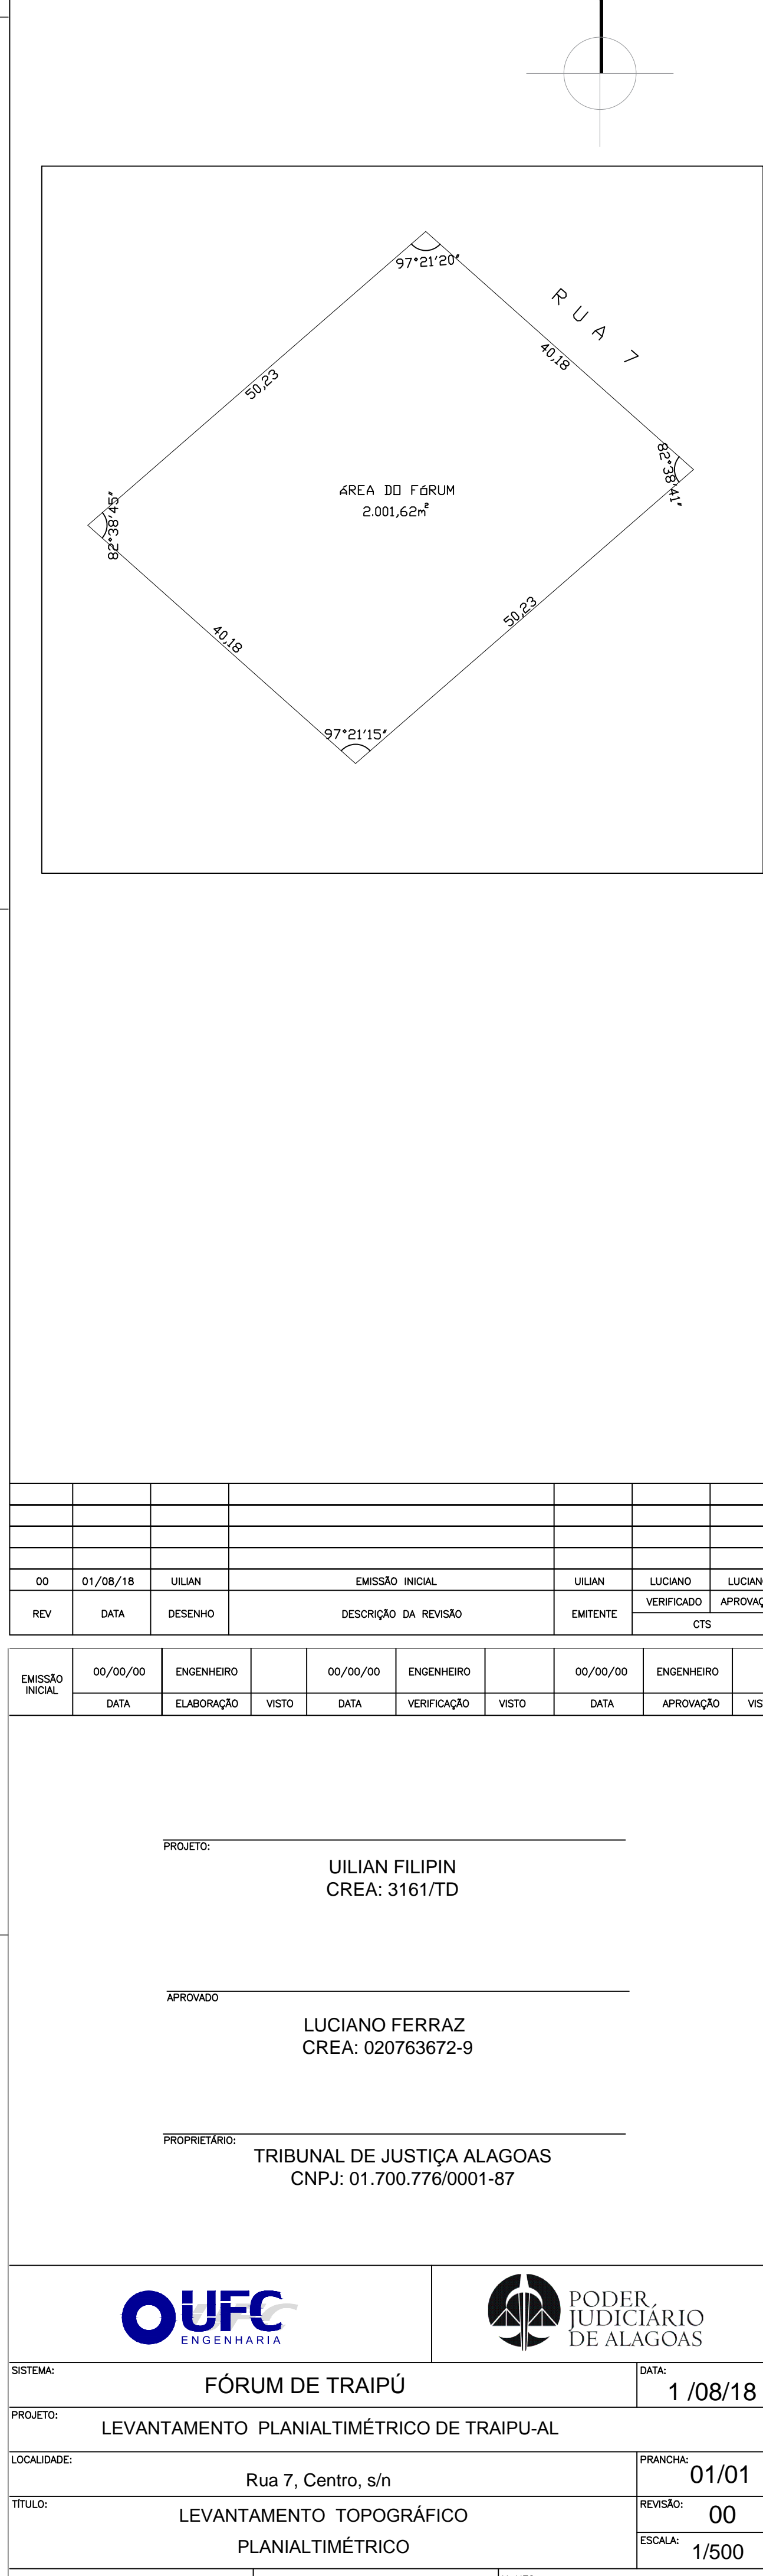 97°21'20"
RUA 7
50,23
40,18
82°38'41"
ÁREA DO FÓRUM
2.001,62m²
82°38'45"
50,23
40,18
97°21'15"
00 01/08/18 UILIAN EMISSÃO INICIAL UILIAN LUCIANO LUCIAN
REV DATA DESENHO DESCRIÇÃO DA REVISÃO EMITENTE VERIFICADO APROVAÇ
CTS
EMISSÃO INICIAL 00/00/00 ENGENHEIRO 00/00/00 ENGENHEIRO 00/00/00 ENGENHEIRO
DATA ELABORAÇÃO VISTO DATA VERIFICAÇÃO VISTO DATA APROVAÇÃO VIS
PROJETO:
UILIAN FILIPIN
CREA: 3161/TD
APROVADO
LUCIANO FERRAZ
CREA: 020763672-9
PROPRIETÁRIO:
TRIBUNAL DE JUSTIÇA ALAGOAS
CNPJ: 01.700.776/0001-87
UFC
ENGENHARIA
PODER
JUDICIÁRIO
DE ALAGOAS
SISTEMA:
FÓRUM DE TRAIPÚ
DATA:
1 /08/18
PROJETO:
LEVANTAMENTO PLANIALTIMÉTRICO DE TRAIPU-AL
LOCALIDADE:
Rua 7, Centro, s/n
PRANCHA:
01/01
TÍTULO:
LEVANTAMENTO TOPOGRÁFICO
PLANIALTIMÉTRICO
REVISÃO:
00
ESCALA:
1/500